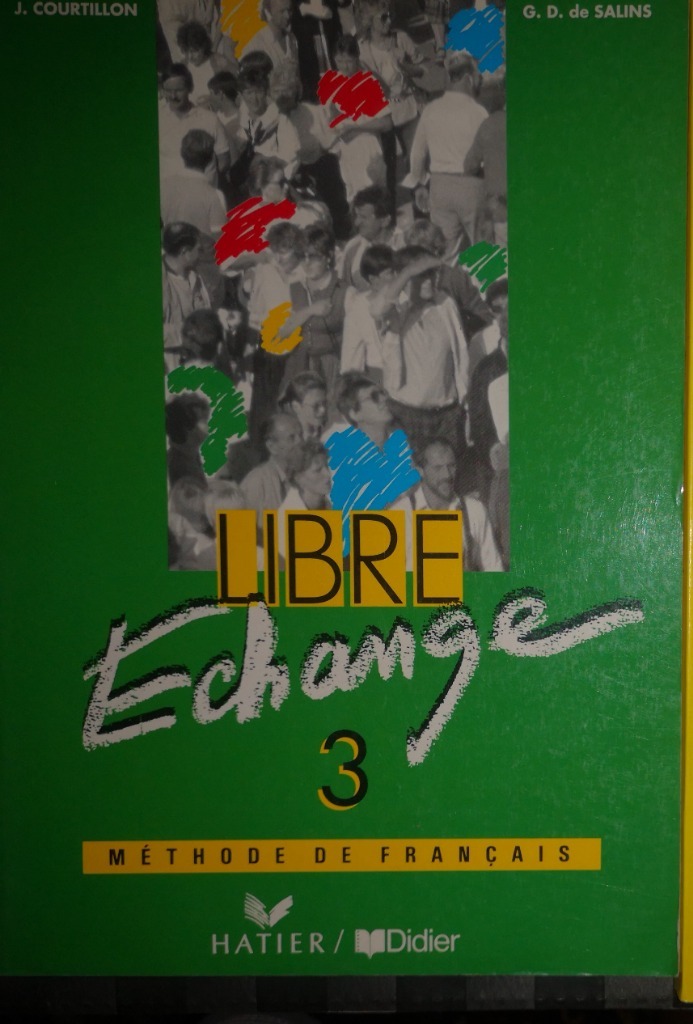 J. COURTILLON
G. D. de SALINS
LIBRE
Echange
3
MÉTHODE DE FRANÇAIS
HATIER / Didier